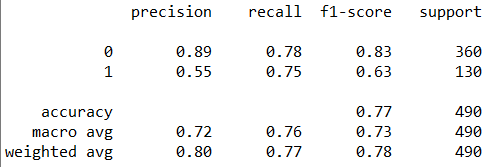 precision recall f1-score support
0 0.89 0.78 0.83 360
1 0.55 0.75 0.63 130
accuracy 0.77 490
macro avg 0.72 0.76 0.73 490
weighted avg 0.80 0.77 0.78 490